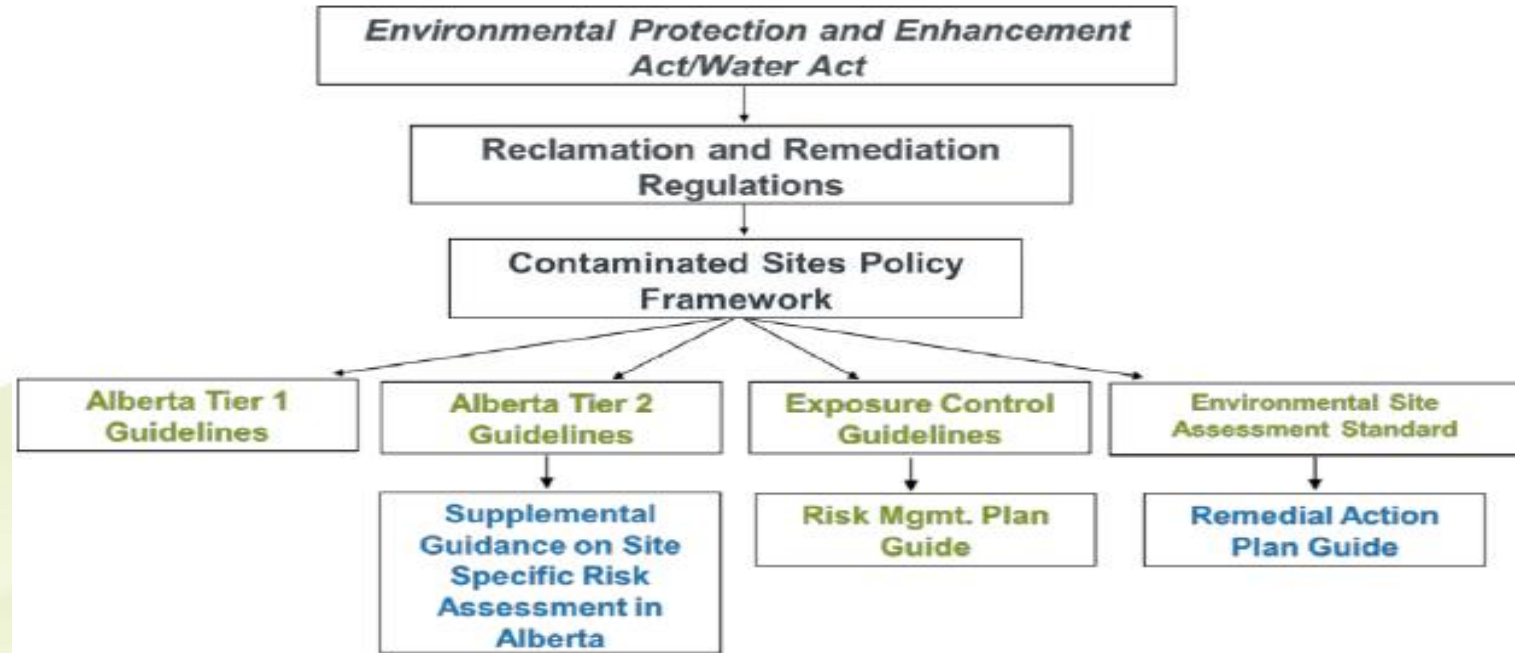 Environmental Protection and Enhancement
Act/Water Act
Reclamation and Remediation
Regulations
Contaminated Sites Policy
Framework
Alberta Tier 1
Guidelines
Alberta Tier 2
Guidelines
Exposure Control
Guidelines
Environmental Site
Assessment Standard
Supplemental
Guidance on Site
Specific Risk
Assessment in
Alberta
Risk Mgmt. Plan
Guide
Remedial Action
Plan Guide